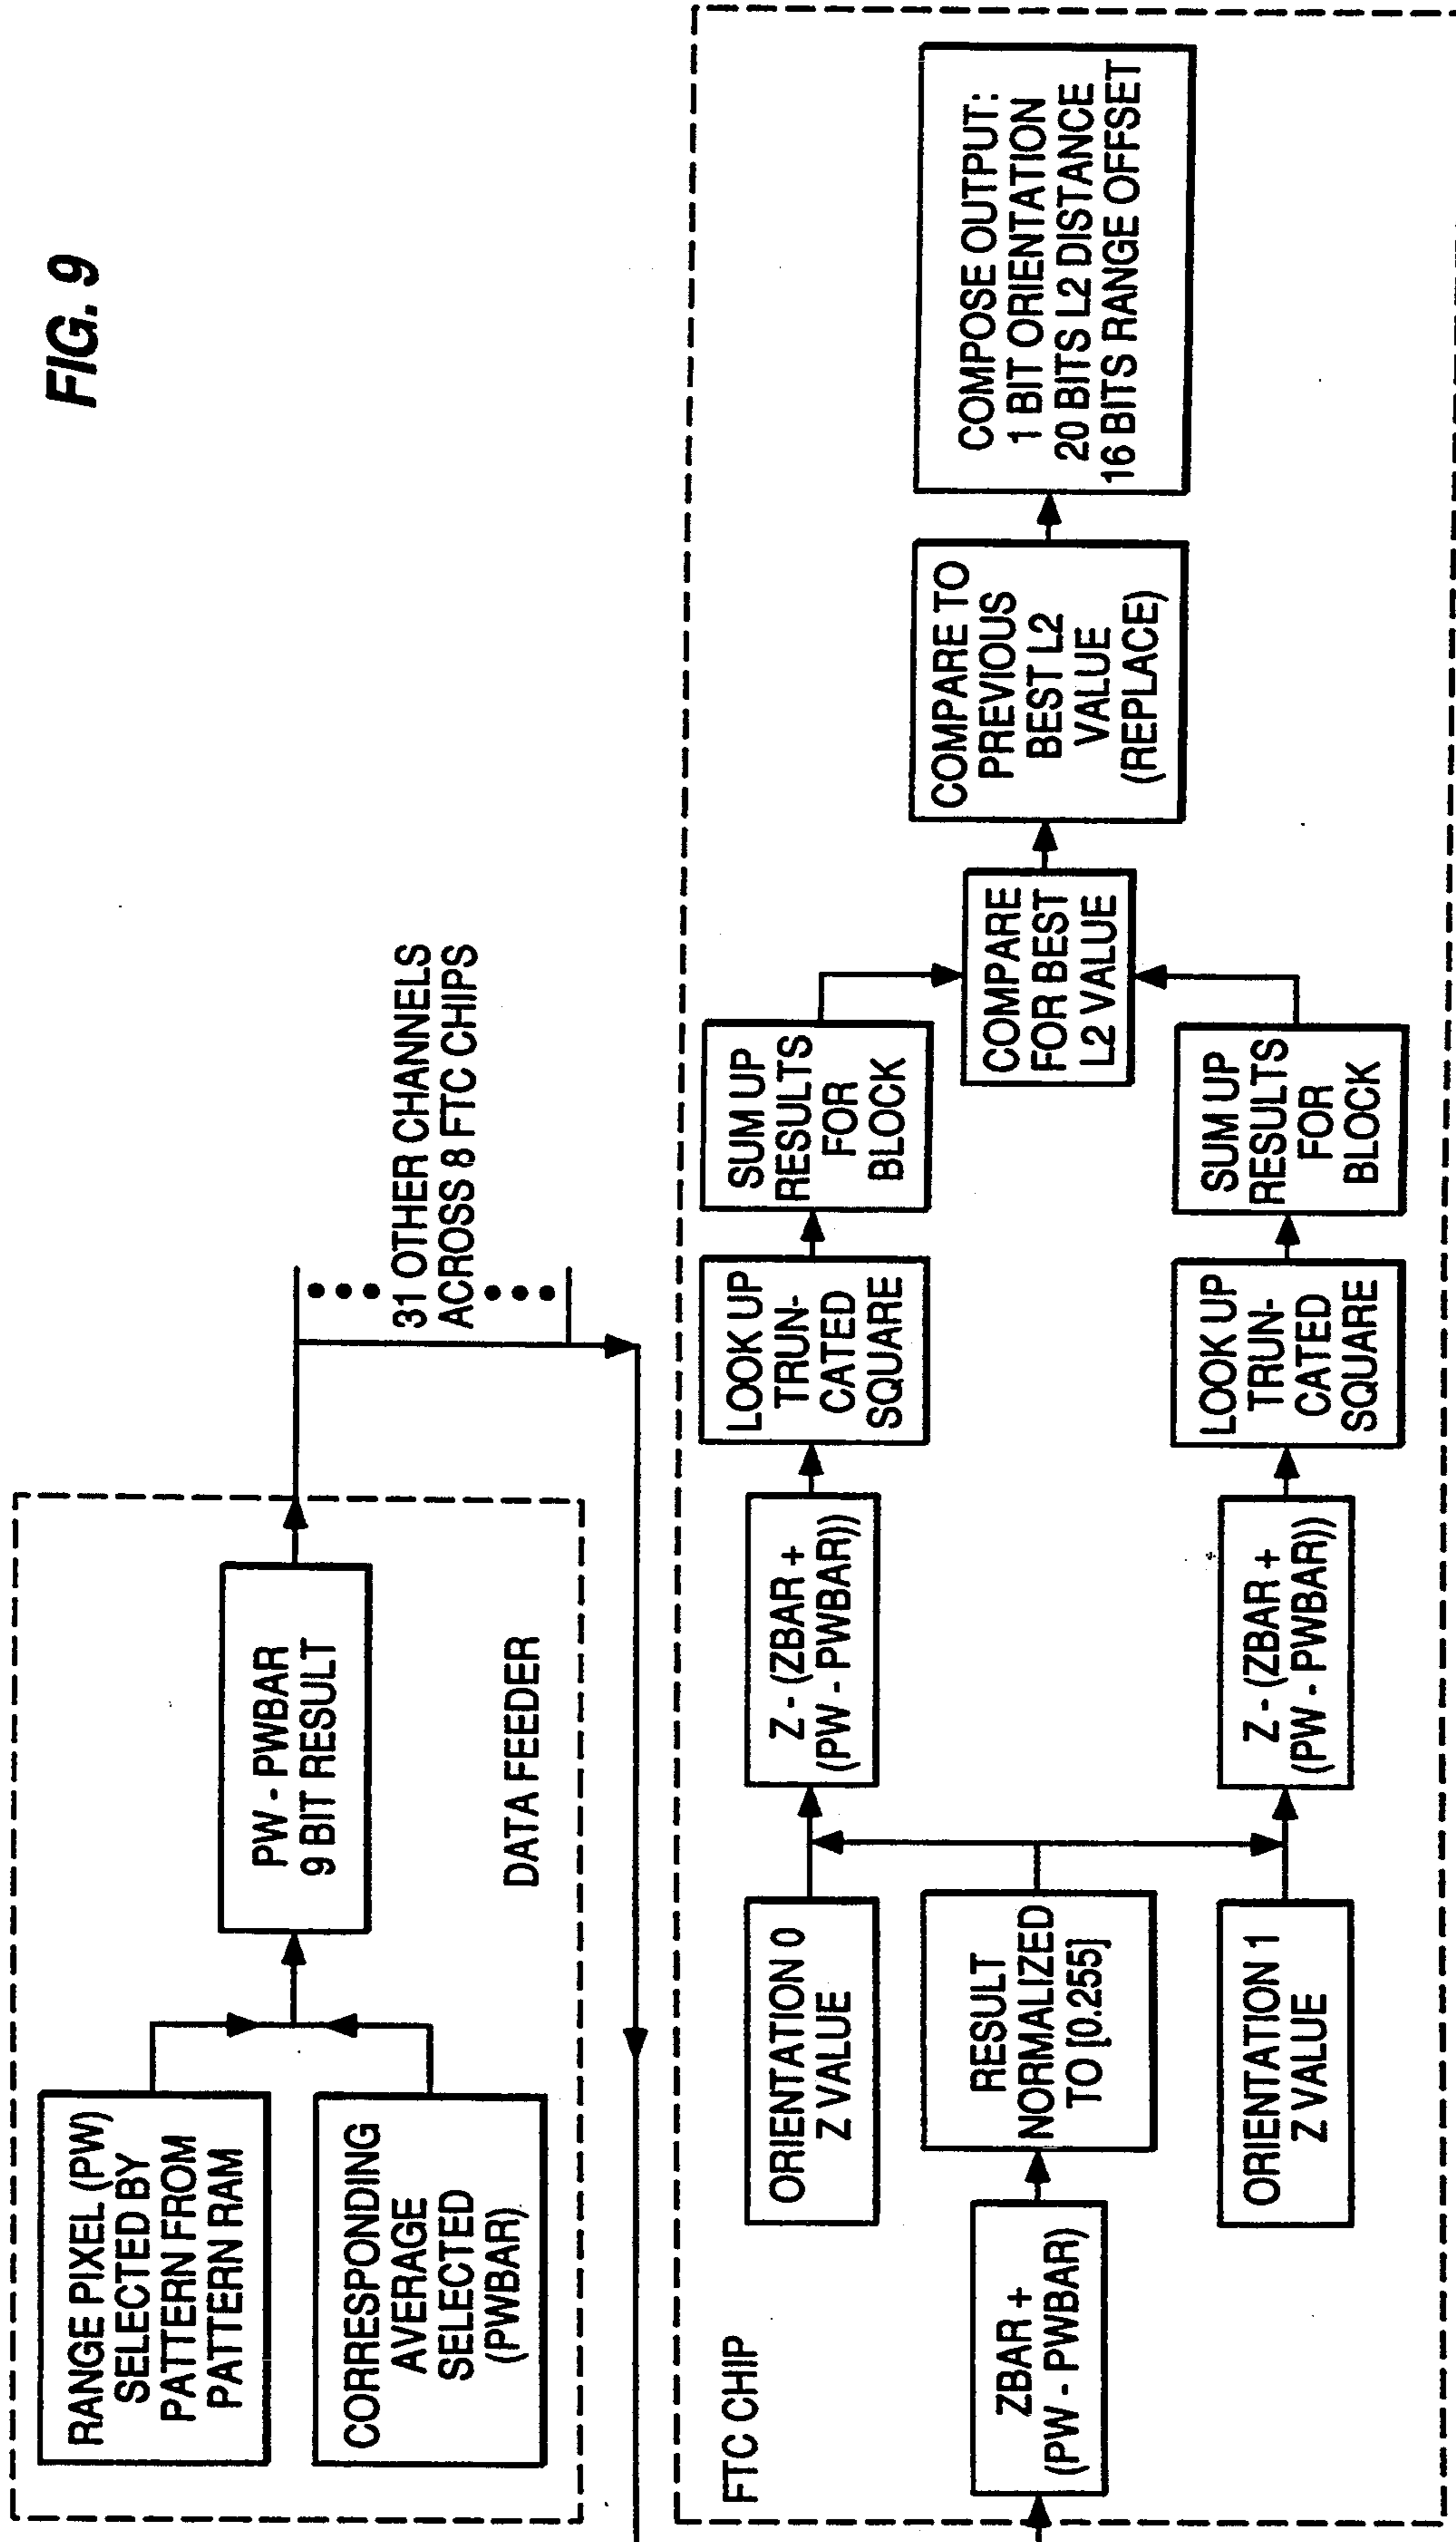 FIG. 9
RANGE PIXEL (PW)
SELECTED BY
PATTERN FROM
PATTERN RAM
CORRESPONDING
AVERAGE
SELECTED
(PWBAR)
PW - PWBAR
9 BIT RESULT
DATA FEEDER
31 OTHER CHANNELS
ACROSS 8 FTC CHIPS
FTC CHIP
ZBAR +
(PW - PWBAR)
ORIENTATION 0
Z VALUE
RESULT
NORMALIZED
TO [0.255]
ORIENTATION 1
Z VALUE
Z - (ZBAR +
(PW - PWBAR))
Z - (ZBAR +
(PW - PWBAR))
LOOK UP
TRUN-
CATED
SQUARE
LOOK UP
TRUN-
CATED
SQUARE
SUM UP
RESULTS
FOR
BLOCK
SUM UP
RESULTS
FOR
BLOCK
COMPARE
FOR BEST
L2 VALUE
COMPARE TO
PREVIOUS
BEST L2
VALUE
(REPLACE)
COMPOSE OUTPUT:
1 BIT ORIENTATION
20 BITS L2 DISTANCE
16 BITS RANGE OFFSET